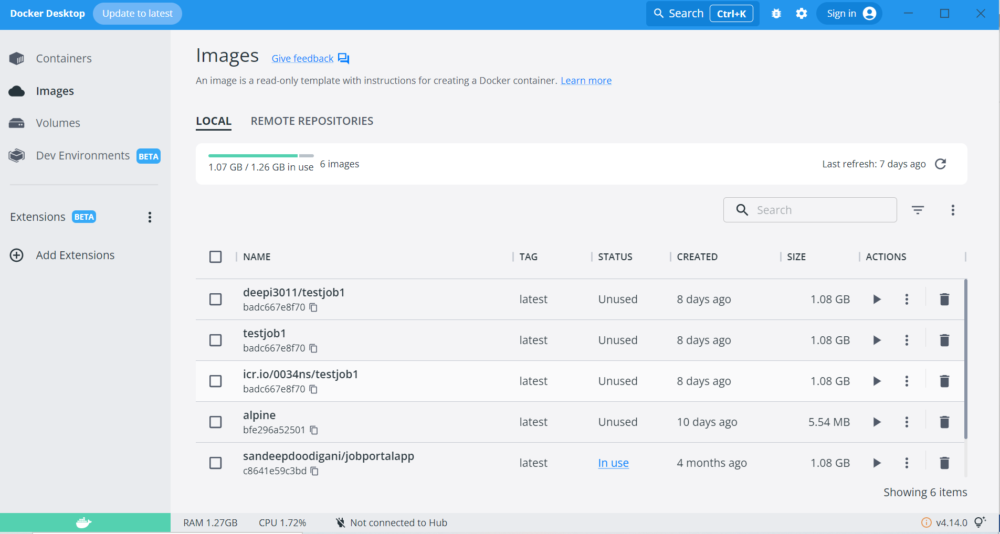 Docker Desktop Update to latest Search Ctrl+K Sign in
Containers
Images
Volumes
Dev Environments BETA
Extensions BETA
Add Extensions
Images Give feedback
An image is a read-only template with instructions for creating a Docker container. Learn more
LOCAL REMOTE REPOSITORIES
1.07 GB / 1.26 GB in use 6 images Last refresh: 7 days ago
Search
NAME TAG STATUS CREATED SIZE ACTIONS
deepi3011/testjob1
badc667e8f70 latest Unused 8 days ago 1.08 GB
testjob1
badc667e8f70 latest Unused 8 days ago 1.08 GB
icr.io/0034ns/testjob1
badc667e8f70 latest Unused 8 days ago 1.08 GB
alpine
bfe296a52501 latest Unused 10 days ago 5.54 MB
sandeepdoodigani/jobportalapp
c8641e59c3bd latest In use 4 months ago 1.08 GB
Showing 6 items
RAM 1.27GB CPU 1.72% Not connected to Hub v4.14.0